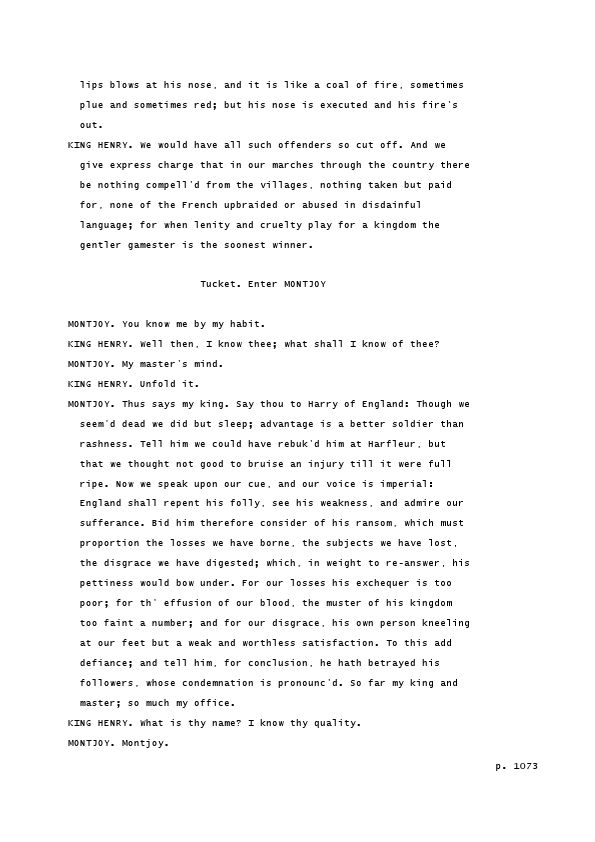 lips blows at his nose, and it is like a coal of fire, sometimes
plue and sometimes red; but his nose is executed and his fire's
out.
KING HENRY. We would have all such offenders so cut off. And we
give express charge that in our marches through the country there
be nothing compell'd from the villages, nothing taken but paid
for, none of the French upbraided or abused in disdainful
language; for when lenity and cruelty play for a kingdom the
gentler gamester is the soonest winner.
Tucket. Enter MONTJOY
MONTJOY. You know me by my habit.
KING HENRY. Well then, I know thee; what shall I know of thee?
MONTJOY. My master's mind.
KING HENRY. Unfold it.
MONTJOY. Thus says my king. Say thou to Harry of England: Though we
seem'd dead we did but sleep; advantage is a better soldier than
rashness. Tell him we could have rebuk'd him at Harfleur, but
that we thought not good to bruise an injury till it were full
ripe. Now we speak upon our cue, and our voice is imperial:
England shall repent his folly, see his weakness, and admire our
sufferance. Bid him therefore consider of his ransom, which must
proportion the losses we have borne, the subjects we have lost,
the disgrace we have digested; which, in weight to re-answer, his
pettiness would bow under. For our losses his exchequer is too
poor; for th' effusion of our blood, the muster of his kingdom
too faint a number; and for our disgrace, his own person kneeling
at our feet but a weak and worthless satisfaction. To this add
defiance; and tell him, for conclusion, he hath betrayed his
followers, whose condemnation is pronounc'd. So far my king and
master; so much my office.
KING HENRY. What is thy name? I know thy quality.
MONTJOY. Montjoy.
p. 1073